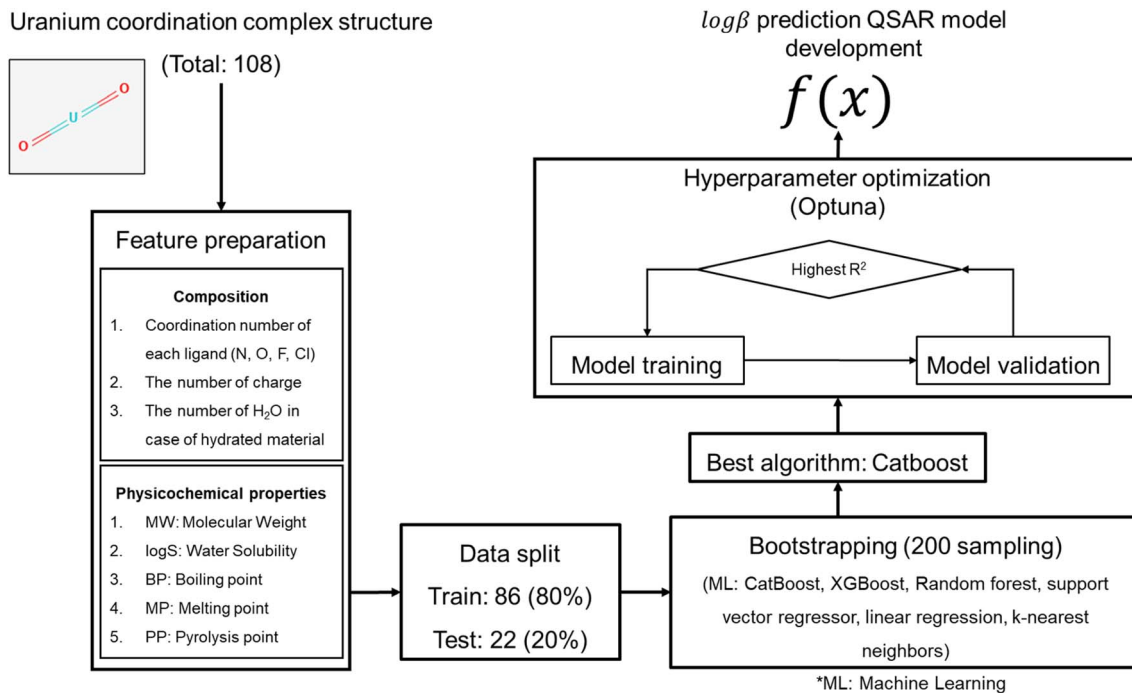 Uranium coordination complex structure
(Total: 108)
O
U
O
Feature preparation
Composition
1. Coordination number of
each ligand (N, O, F, Cl)
2. The number of charge
3. The number of H₂O in
case of hydrated material
Physicochemical properties
1. MW: Molecular Weight
2. logS: Water Solubility
3. BP: Boiling point
4. MP: Melting point
5. PP: Pyrolysis point
Data split
Train: 86 (80%)
Test: 22 (20%)
Bootstrapping (200 sampling)
(ML: CatBoost, XGBoost, Random forest, support
vector regressor, linear regression, k-nearest
neighbors)
*ML: Machine Learning
Best algorithm: Catboost
Hyperparameter optimization
(Optuna)
Highest R²
Model training
Model validation
logβ prediction QSAR model
development
f(x)